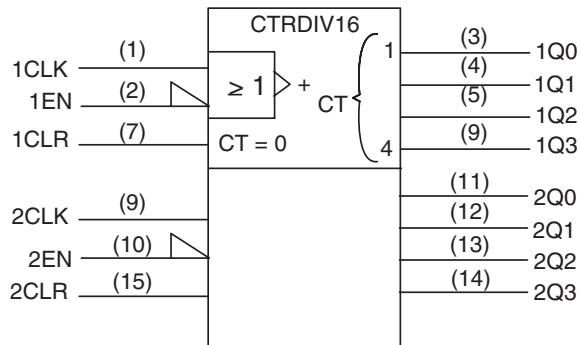 CTRDIV16
1CLK (1) ≥ 1 + 1 (3) 1Q0
1EN (2) CT (4) 1Q1
(5) 1Q2
1CLR (7) CT = 0 4 (9) 1Q3
2CLK (9) (11) 2Q0
(12) 2Q1
2EN (10) (13) 2Q2
2CLR (15) (14) 2Q3